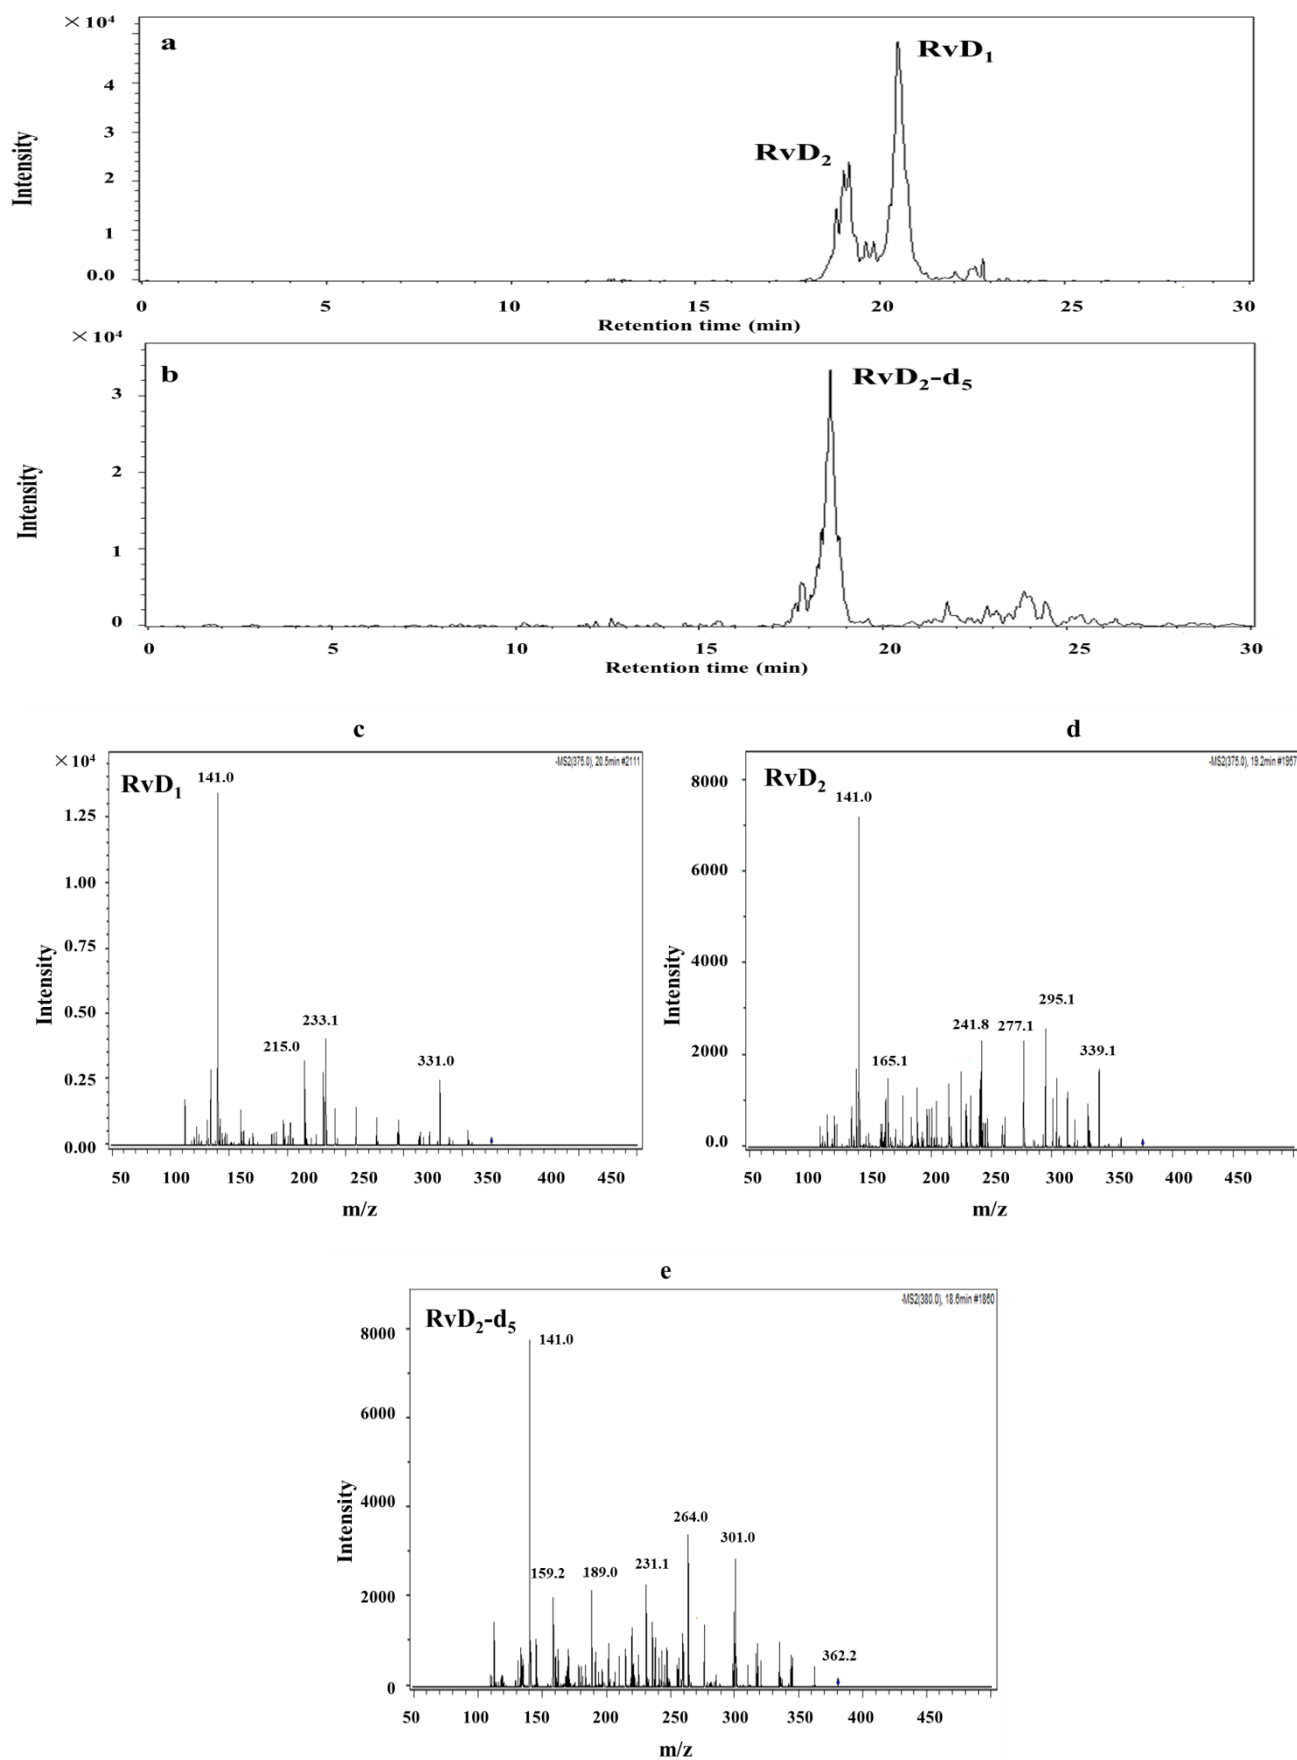 × 10⁴
a
RvD₁
RvD₂
Intensity
4
3
2
1
0.0
0 5 10 15 20 25 30
Retention time (min)
× 10⁴
b
RvD₂-d₅
Intensity
3
2
1
0
0 5 10 15 20 25 30
Retention time (min)
c
× 10⁴
-MS2(375.0), 20.5min #2111
RvD₁
141.0
233.1
215.0
331.0
Intensity
1.25
1.00
0.75
0.50
0.25
0.00
50 100 150 200 250 300 350 400 450
m/z
d
-MS2(375.0), 19.2min #1957
RvD₂
141.0
295.1
241.8 277.1
339.1
165.1
Intensity
8000
6000
4000
2000
0.0
50 100 150 200 250 300 350 400 450
m/z
e
-MS2(380.0), 18.6min #1860
RvD₂-d₅
141.0
264.0
301.0
231.1
159.2 189.0
362.2
Intensity
8000
6000
4000
2000
0
50 100 150 200 250 300 350 400 450
m/z